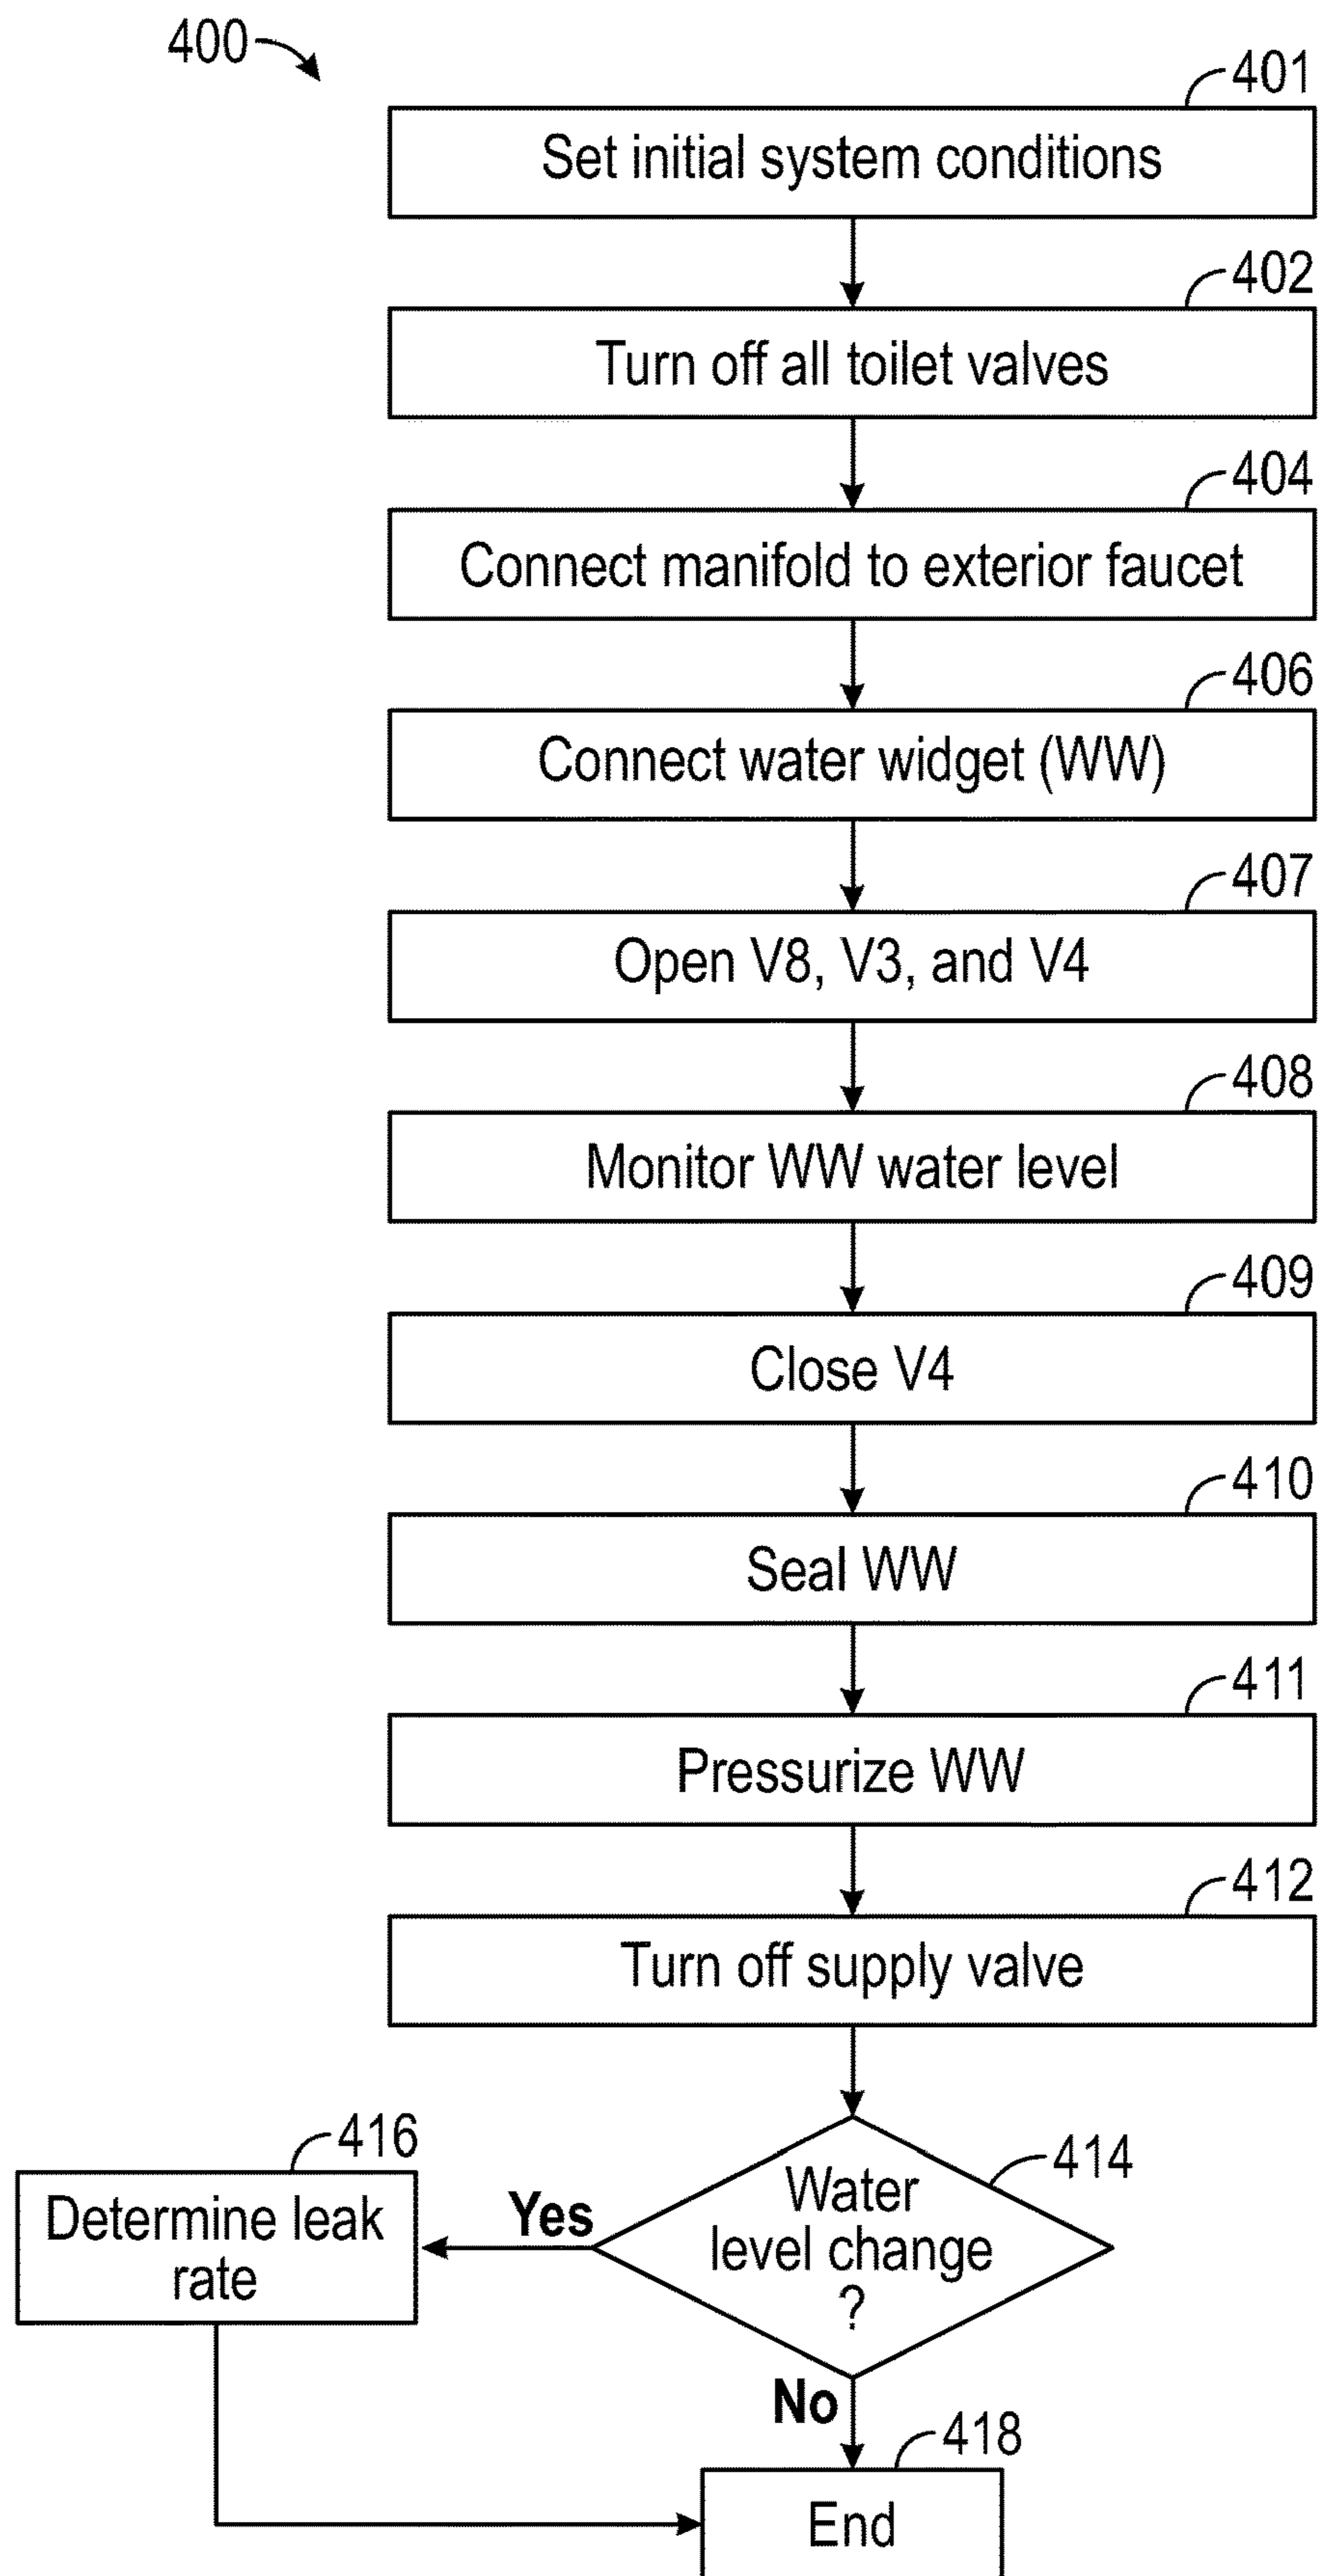 400
401
Set initial system conditions
402
Turn off all toilet valves
404
Connect manifold to exterior faucet
406
Connect water widget (WW)
407
Open V8, V3, and V4
408
Monitor WW water level
409
Close V4
410
Seal WW
411
Pressurize WW
412
Turn off supply valve
414
Water
level change
?
Yes
416
Determine leak
rate
No
418
End